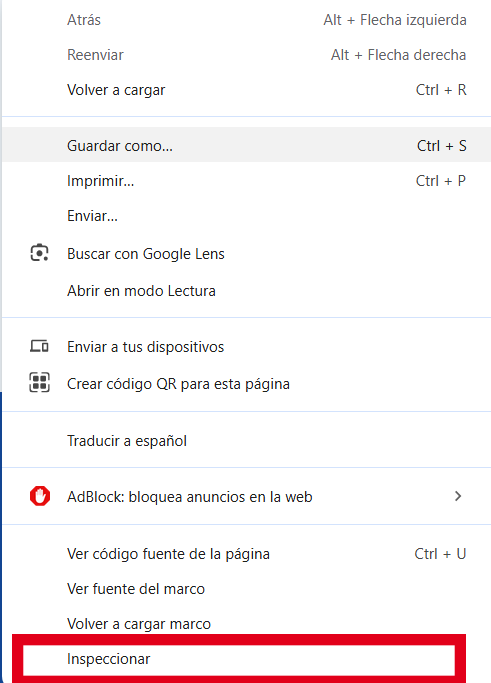 Atrás Alt + Flecha izquierda
Reenviar Alt + Flecha derecha
Volver a cargar Ctrl + R
Guardar como... Ctrl + S
Imprimir... Ctrl + P
Enviar...
Buscar con Google Lens
Abrir en modo Lectura
Enviar a tus dispositivos
Crear código QR para esta página
Traducir a español
AdBlock: bloquea anuncios en la web
Ver código fuente de la página Ctrl + U
Ver fuente del marco
Volver a cargar marco
Inspeccionar